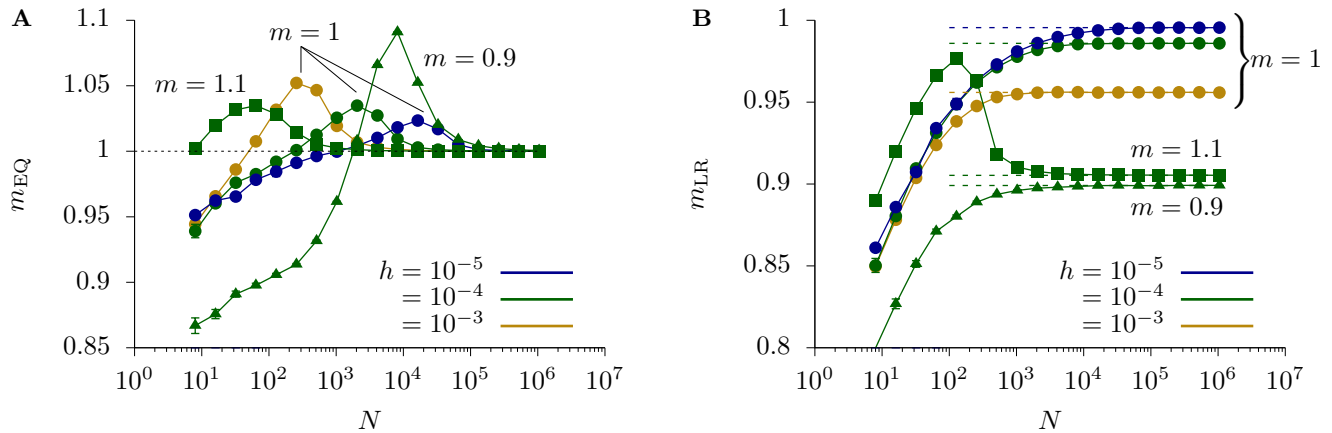 A
B
1.1
1.05
1
0.95
0.9
0.85
m_EQ
m = 1.1
m = 1
m = 0.9
h = 10^{-5}
= 10^{-4}
= 10^{-3}
10^0 10^1 10^2 10^3 10^4 10^5 10^6 10^7
N
1
0.95
0.9
0.85
0.8
m_LR
m = 1
m = 1.1
m = 0.9
h = 10^{-5}
= 10^{-4}
= 10^{-3}
10^0 10^1 10^2 10^3 10^4 10^5 10^6 10^7
N